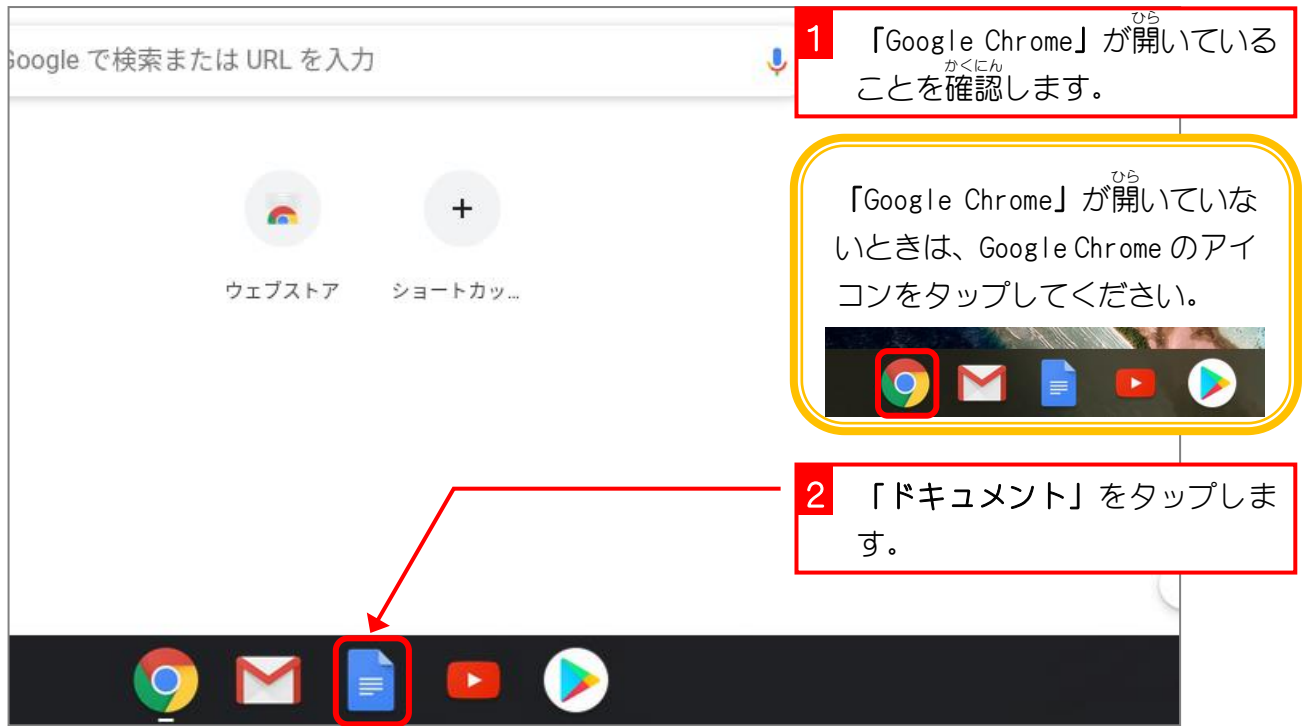 Google で検索または URL を入力
ウェブストア
ショートカッ...
1
ひら
「Google Chrome」が開いている
かくにん
ことを確認します。
ひら
「Google Chrome」が開いていな
いときは、Google Chrome のアイ
コンをタップしてください。
2
「ドキュメント」をタップしま
す。